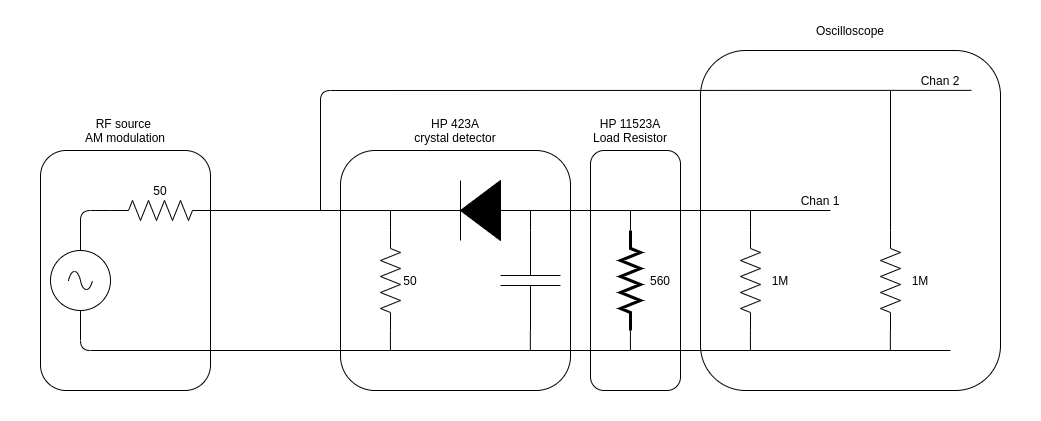 Oscilloscope
Chan 2
RF source
AM modulation
HP 423A
crystal detector
HP 11523A
Load Resistor
50
Chan 1
50
560
1M
1M